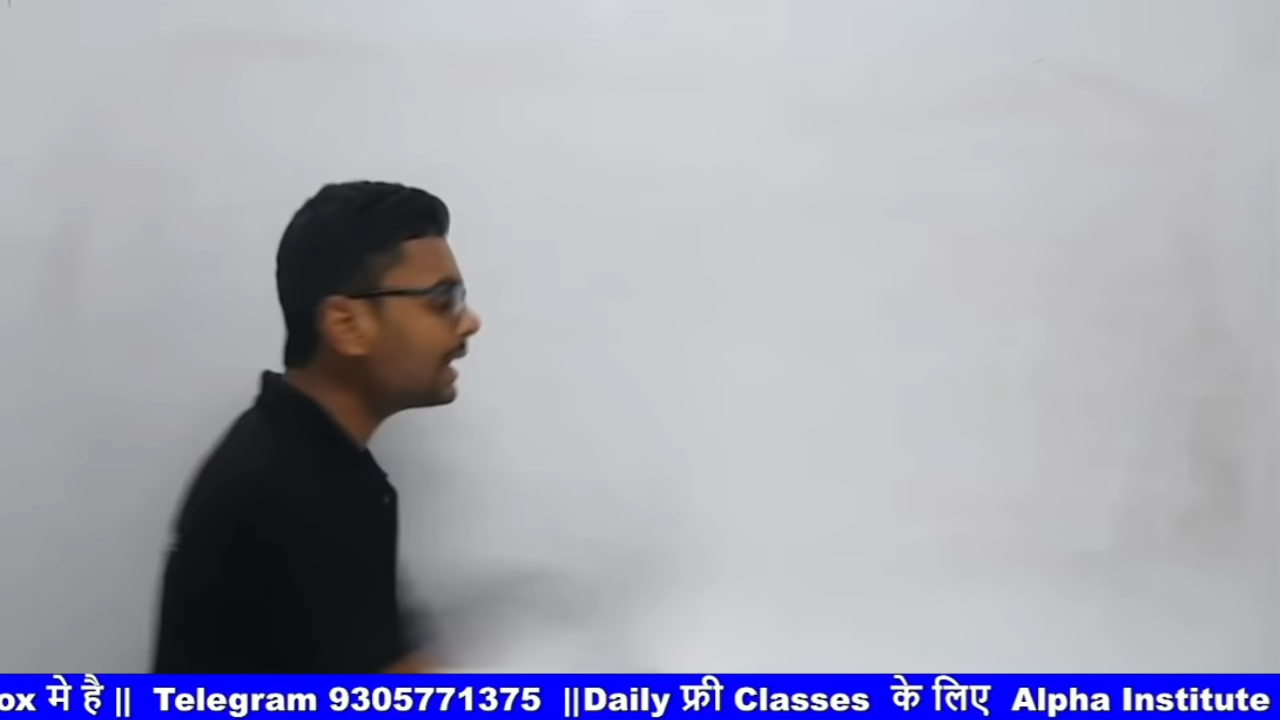 ox मे है || Telegram 9305771375 ||Daily फ्री Classes के लिए Alpha Institute